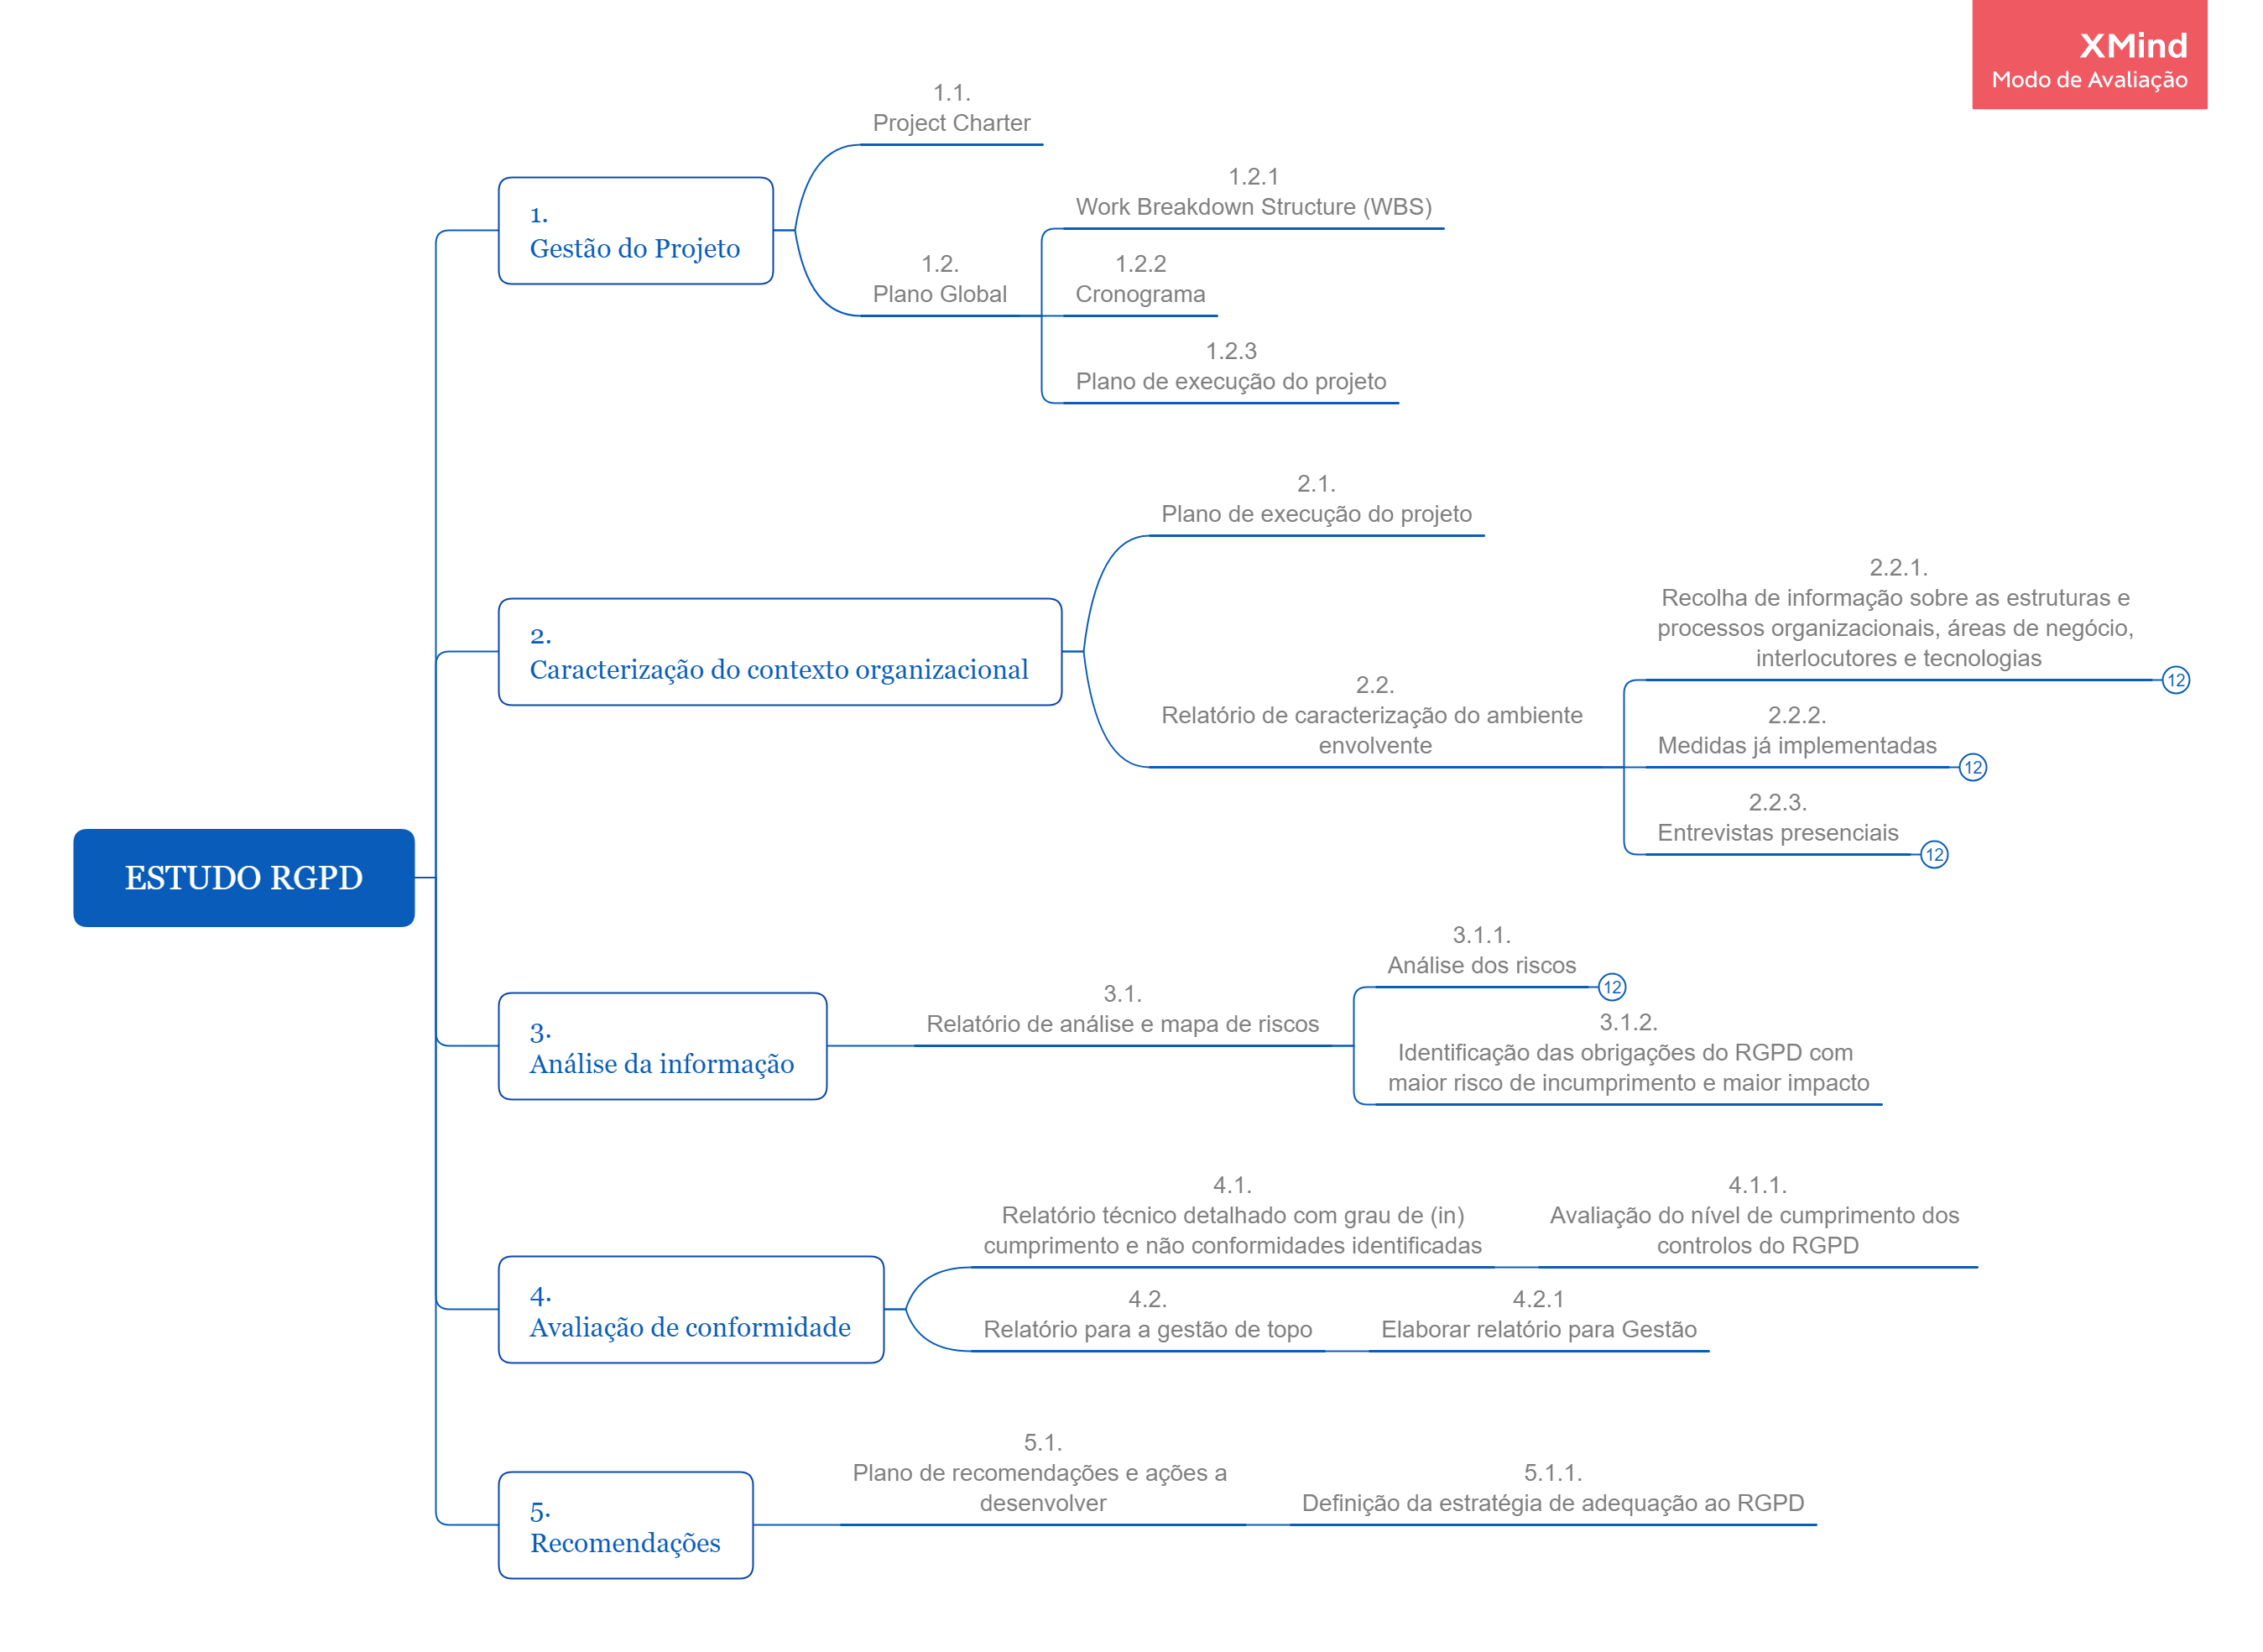 XMind
Modo de Avaliação
ESTUDO RGPD
1.
Gestão do Projeto
1.1.
Project Charter
1.2.
Plano Global
1.2.1
Work Breakdown Structure (WBS)
1.2.2
Cronograma
1.2.3
Plano de execução do projeto
2.
Caracterização do contexto organizacional
2.1.
Plano de execução do projeto
2.2.
Relatório de caracterização do ambiente
envolvente
2.2.1.
Recolha de informação sobre as estruturas e
processos organizacionais, áreas de negócio,
interlocutores e tecnologias
12
2.2.2.
Medidas já implementadas
12
2.2.3.
Entrevistas presenciais
12
3.
Análise da informação
3.1.
Relatório de análise e mapa de riscos
3.1.1.
Análise dos riscos
12
3.1.2.
Identificação das obrigações do RGPD com
maior risco de incumprimento e maior impacto
4.
Avaliação de conformidade
4.1.
Relatório técnico detalhado com grau de (in)
cumprimento e não conformidades identificadas
4.1.1.
Avaliação do nível de cumprimento dos
controlos do RGPD
4.2.
Relatório para a gestão de topo
4.2.1
Elaborar relatório para Gestão
5.
Recomendações
5.1.
Plano de recomendações e ações a
desenvolver
5.1.1.
Definição da estratégia de adequação ao RGPD